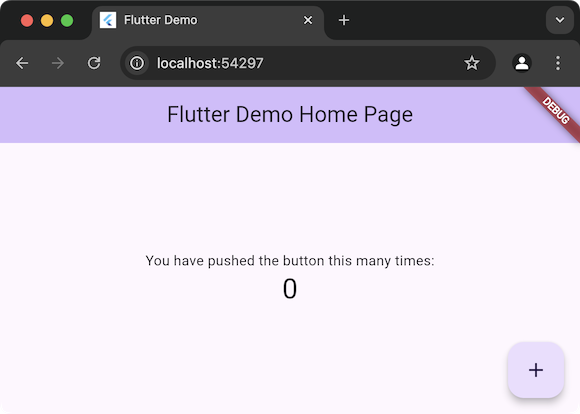 Flutter Demo
localhost:54297
Flutter Demo Home Page
DEBUG
You have pushed the button this many times:
0